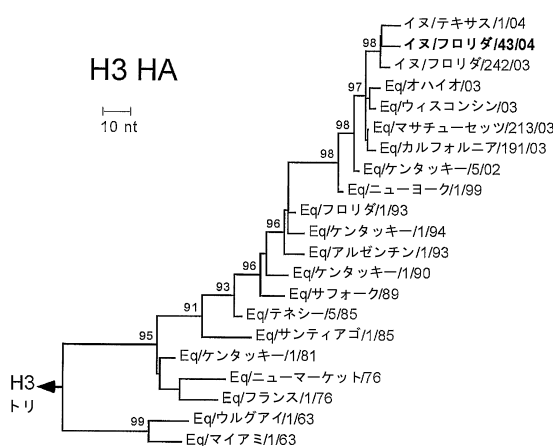 H3 HA
10 nt
98
イヌ/テキサス/1/04
イヌ/フロリダ/43/04
イヌ/フロリダ/242/03
97
Eq/オハイオ/03
Eq/ウィスコンシン/03
Eq/マサチューセッツ/213/03
98
Eq/カルフォルニア/191/03
98
Eq/ケンタッキー/5/02
Eq/ニューヨーク/1/99
Eq/フロリダ/1/93
96
Eq/ケンタッキー/1/94
Eq/アルゼンチン/1/93
96
Eq/ケンタッキー/1/90
93
Eq/サフォーク/89
91
Eq/テネシー/5/85
Eq/サンティアゴ/1/85
95
Eq/ケンタッキー/1/81
Eq/ニューマーケット/76
H3
トリ
Eq/フランス/1/76
99
Eq/ウルグアイ/1/63
Eq/マイアミ/1/63